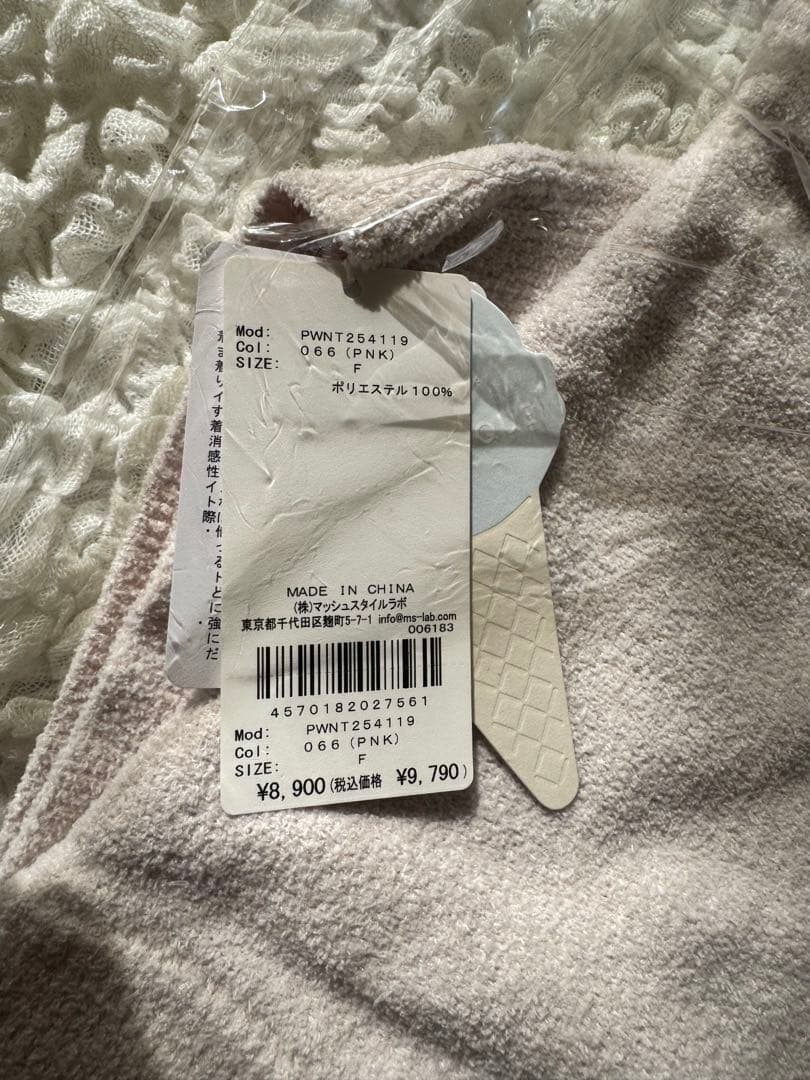 Mod: PWNT254119
Col: 066 (PNK)
SIZE: F
ポリエステル100%
MADE IN CHINA
(株)マッシュスタイルラボ
東京都千代田区麹町5-7-1 info@ms-lab.com
006183
4570182027561
Mod: PWNT254119
Col: 066 (PNK)
SIZE: F
¥8,900(税込価格 ¥9,790)